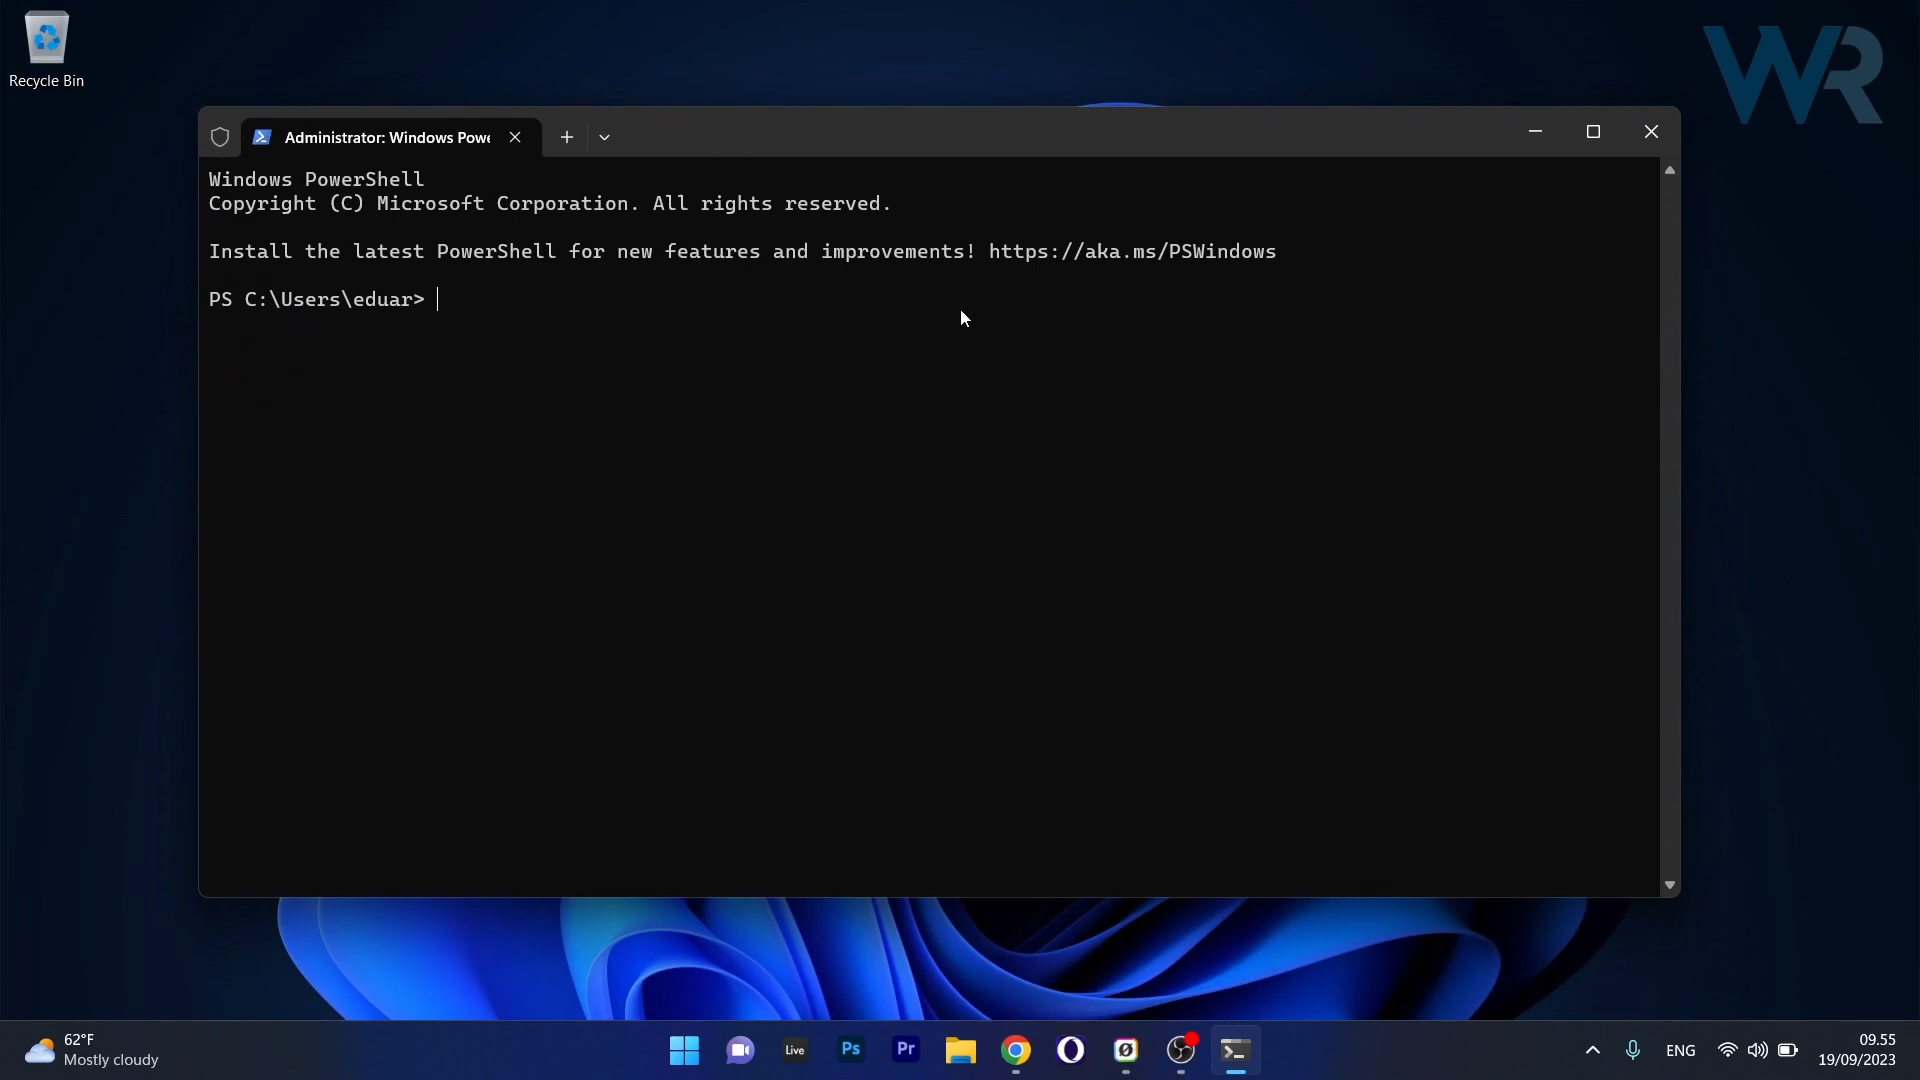 Recycle Bin
WR
Administrator: Windows Powe
Windows PowerShell
Copyright (C) Microsoft Corporation. All rights reserved.
Install the latest PowerShell for new features and improvements! https://aka.ms/PSWindows
PS C:\Users\eduar>
62°F
Mostly cloudy
Live
Ps
Pr
ENG
09.55
19/09/2023